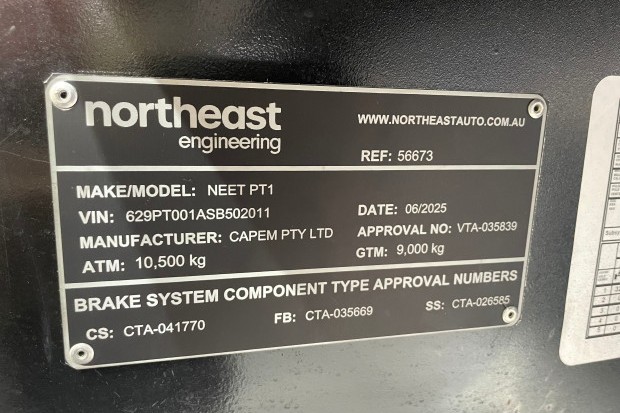 northeast
engineering
WWW.NORTHEASTAUTO.COM.AU
REF: 56673
MAKE/MODEL: NEET PT1
VIN: 629PT001ASB502011
DATE: 06/2025
MANUFACTURER: CAPEM PTY LTD
APPROVAL NO: VTA-035839
ATM: 10,500 kg
GTM: 9,000 kg
BRAKE SYSTEM COMPONENT TYPE APPROVAL NUMBERS
CS: CTA-041770
FB: CTA-035669
SS: CTA-026585